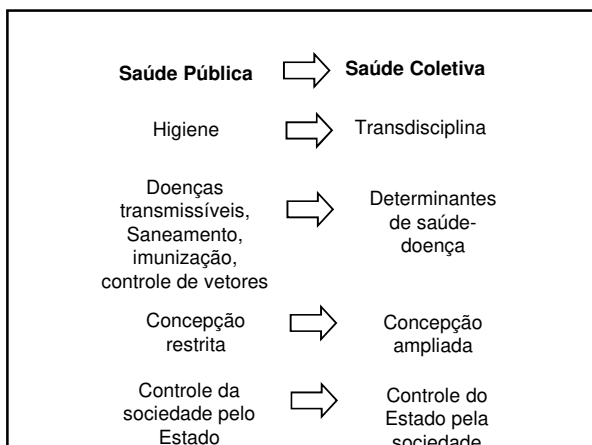 Saúde Pública
Saúde Coletiva
Higiene
Transdisciplina
Doenças
transmissíveis,
Saneamento,
imunização,
controle de vetores
Determinantes
de saúde-
doença
Concepção
restrita
Concepção
ampliada
Controle da
sociedade pelo
Estado
Controle do
Estado pela
sociedade